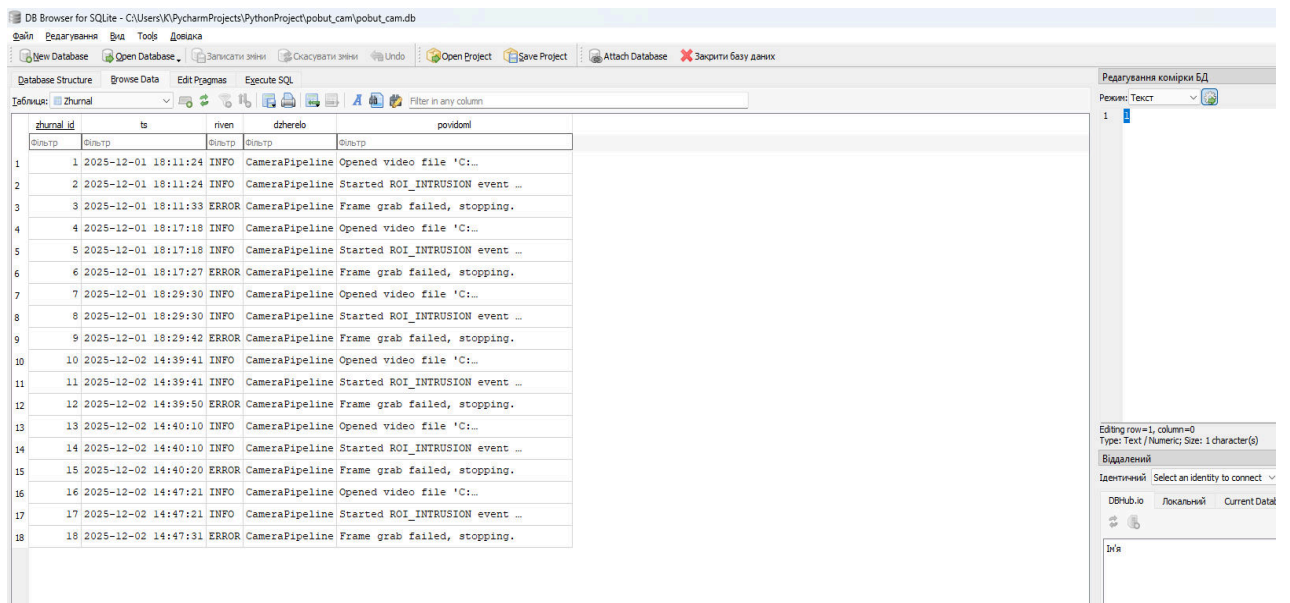 DB Browser for SQLite - C:\Users\K\PycharmProjects\PythonProject\pobut_cam\pobut_cam.db
Файл Редагування Вид Tools Довідка
New Database Open Database Записати зміни Скасувати зміни Undo Open Project Save Project Attach Database Закрити базу даних
Database Structure Browse Data Edit Pragmas Execute SQL
Таблиця: Zhurnal Filter in any column
zhurnal_id ts riven dzherelo povidoml
Фільтр Фільтр Фільтр Фільтр Фільтр
1 1 2025-12-01 18:11:24 INFO CameraPipeline Opened video file 'C:…
2 2 2025-12-01 18:11:24 INFO CameraPipeline Started ROI_INTRUSION event …
3 3 2025-12-01 18:11:33 ERROR CameraPipeline Frame grab failed, stopping.
4 4 2025-12-01 18:17:18 INFO CameraPipeline Opened video file 'C:…
5 5 2025-12-01 18:17:18 INFO CameraPipeline Started ROI_INTRUSION event …
6 6 2025-12-01 18:17:27 ERROR CameraPipeline Frame grab failed, stopping.
7 7 2025-12-01 18:29:30 INFO CameraPipeline Opened video file 'C:…
8 8 2025-12-01 18:29:30 INFO CameraPipeline Started ROI_INTRUSION event …
9 9 2025-12-01 18:29:42 ERROR CameraPipeline Frame grab failed, stopping.
10 10 2025-12-02 14:39:41 INFO CameraPipeline Opened video file 'C:…
11 11 2025-12-02 14:39:41 INFO CameraPipeline Started ROI_INTRUSION event …
12 12 2025-12-02 14:39:50 ERROR CameraPipeline Frame grab failed, stopping.
13 13 2025-12-02 14:40:10 INFO CameraPipeline Opened video file 'C:…
14 14 2025-12-02 14:40:10 INFO CameraPipeline Started ROI_INTRUSION event …
15 15 2025-12-02 14:40:20 ERROR CameraPipeline Frame grab failed, stopping.
16 16 2025-12-02 14:47:21 INFO CameraPipeline Opened video file 'C:…
17 17 2025-12-02 14:47:21 INFO CameraPipeline Started ROI_INTRUSION event …
18 18 2025-12-02 14:47:31 ERROR CameraPipeline Frame grab failed, stopping.
Редагування комірки БД
Режим: Текст
1 1
Editing row=1, column=0
Type: Text / Numeric; Size: 1 character(s)
Віддалений
Ідентичний Select an identity to connect
DBHub.io Локальний Current Datab
Ім'я